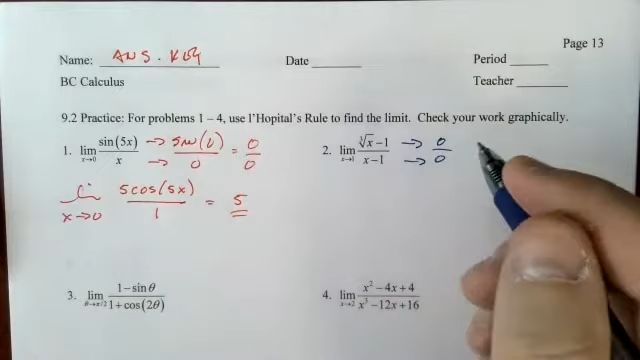 Page 13
Name: ANS. KEY Date ______ Period _____
BC Calculus Teacher ________
9.2 Practice: For problems 1 – 4, use l'Hopital's Rule to find the limit. Check your work graphically.
1. lim x→0 sin(5x)/x → sin(0) → 0 = 0/0
2. lim x→1 ∛x − 1/x − 1 → 0 → 0
lim x→0 5cos(5x)/1 = 5
3. lim θ→π/2 1−sinθ/1+cos(2θ)
4. lim x→2 x²−4x+4/x³−12x+16